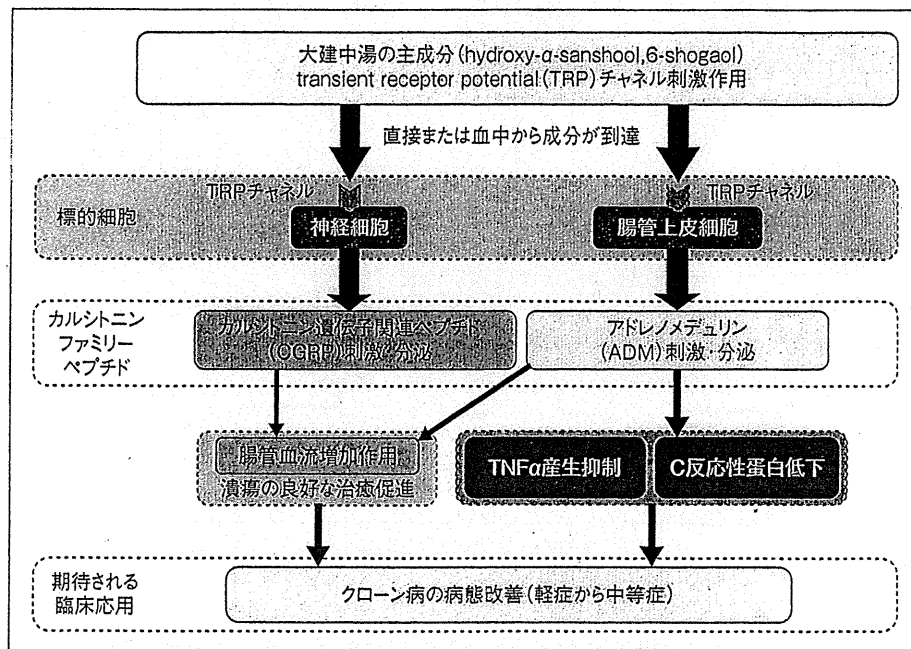 大建中湯の主成分(hydroxy-α-sanshool,6-shogaol)
transient receptor potential(TRP)チャネル刺激作用
直接または血中から成分が到達
TRPチャネル
TRPチャネル
標的細胞
神経細胞
腸管上皮細胞
カルシトニン
ファミリー
ペプチド
カルシトニン遺伝子関連ペプチド
(CGRP)刺激・分泌
アドレノメデュリン
(ADM)刺激・分泌
腸管血流増加作用
潰瘍の良好な治癒促進
TNFα産生抑制
C反応性蛋白低下
期待される
臨床応用
クローン病の病態改善(軽症から中等症)